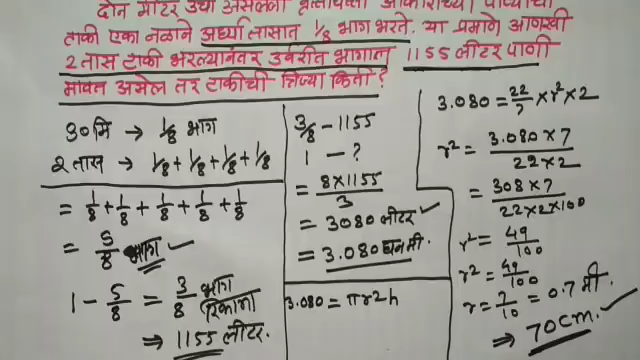 दोन मीटर उंची असलेली वृत्तचिती आकाराच्या पाण्याची
टाकी एका नळाने अर्ध्या तासात 1/8 भाग भरते. या प्रमाणे आणखी
2 तास टाकी भरल्यानंतर उर्वरीत भागात 1155 लीटर पाणी
मावत असेल तर टाकीची त्रिज्या किती?
30 मि → 1/8 भाग
2 तास → 1/8 + 1/8 + 1/8 + 1/8
= 1/8 + 1/8 + 1/8 + 1/8 + 1/8
= 5/8 भाग ✓
1 - 5/8 = 3/8 भाग रिकामा
⇒ 1155 लीटर.
3/8 - 1155
1 - ?
= 8×1155/3
= 3080 लीटर ✓
= 3.080 घन मी.
3.080 = πr2h
3.080 = 22/7 × r² × 2
r² = 3.080 × 7 / 22 × 2
= 308 × 7 / 22 × 2 × 100
r² = 49/100
r² = 49/100
r = 7/10 = 0.7 मी.
⇒ 70 cm. ✓